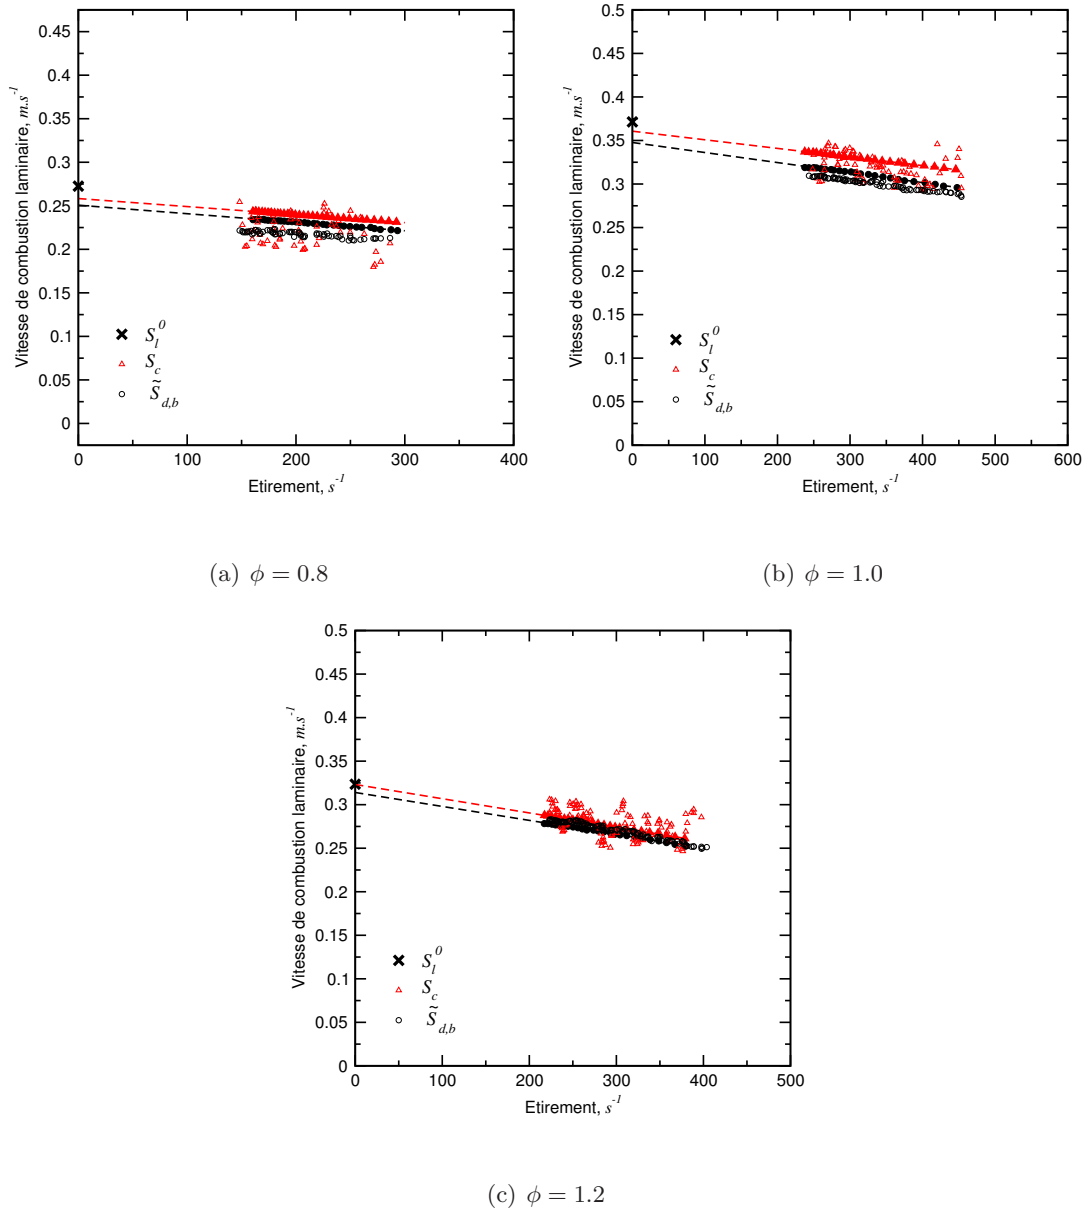 0.45
0.4
0.35
0.3
0.25
0.2
0.15
0.1
0.05
0
Vitesse de combustion laminaire, m.s⁻¹
S_l^0
S_c
S̃_{d,b}
0 100 200 300 400
Etirement, s⁻¹
(a) ϕ = 0.8
0.5
0.45
0.4
0.35
0.3
0.25
0.2
0.15
0.1
0.05
0
Vitesse de combustion laminaire, m.s⁻¹
S_l^0
S_c
S̃_{d,b}
0 100 200 300 400 500 600
Etirement, s⁻¹
(b) ϕ = 1.0
0.5
0.45
0.4
0.35
0.3
0.25
0.2
0.15
0.1
0.05
0
Vitesse de combustion laminaire, m.s⁻¹
S_l^0
S_c
S̃_{d,b}
0 100 200 300 400 500
Etirement, s⁻¹
(c) ϕ = 1.2